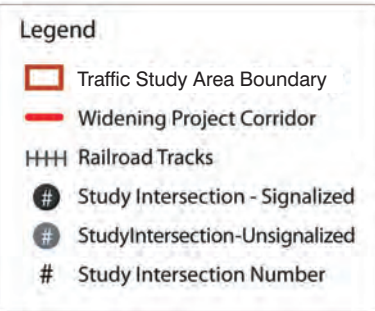 Legend
Traffic Study Area Boundary
Widening Project Corridor
Railroad Tracks
# Study Intersection - Signalized
# StudyIntersection-Unsignalized
# Study Intersection Number